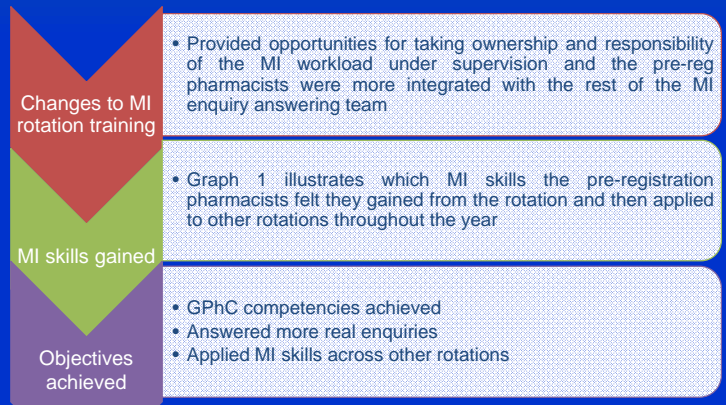 Changes to MI
rotation training
• Provided opportunities for taking ownership and responsibility
of the MI workload under supervision and the pre-reg
pharmacists were more integrated with the rest of the MI
enquiry answering team
MI skills gained
• Graph 1 illustrates which MI skills the pre-registration
pharmacists felt they gained from the rotation and then applied
to other rotations throughout the year
Objectives
achieved
• GPhC competencies achieved
• Answered more real enquiries
• Applied MI skills across other rotations